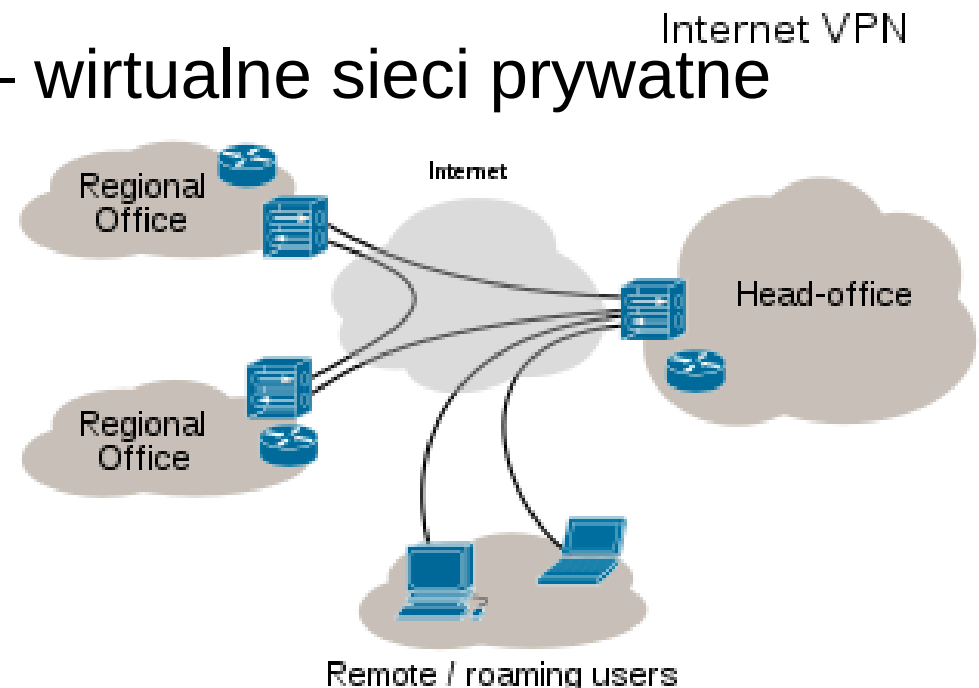 Internet VPN
- wirtualne sieci prywatne
Internet
Regional
Office
Head-office
Regional
Office
Remote / roaming users